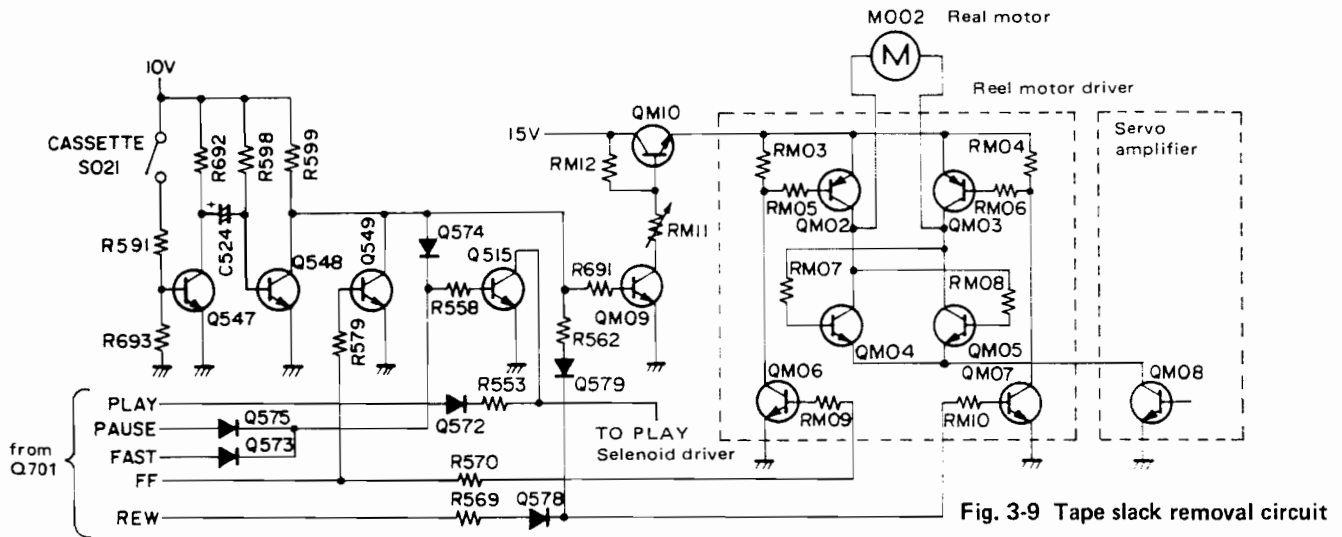 M002 Real motor
M
10V
Reel motor driver
QM10
15V
Servo
amplifier
CASSETTE
S021
R692
R598
R599
RM12
RM03
RM04
RM05
RM06
QM02
QM03
C524
+
Q549
Q574
Q515
RM11
R591
Q548
RM07
RM08
R691
R558
Q547
QM09
R693
R579
R562
QM04
QM05
QM06
QM07
QM08
Q579
R553
RM09
RM10
PLAY
Q575
Q572
TO PLAY
Selenoid driver
PAUSE
Q573
from
Q701
FAST
FF
R570
R569
Q578
REW
Fig. 3-9 Tape slack removal circuit